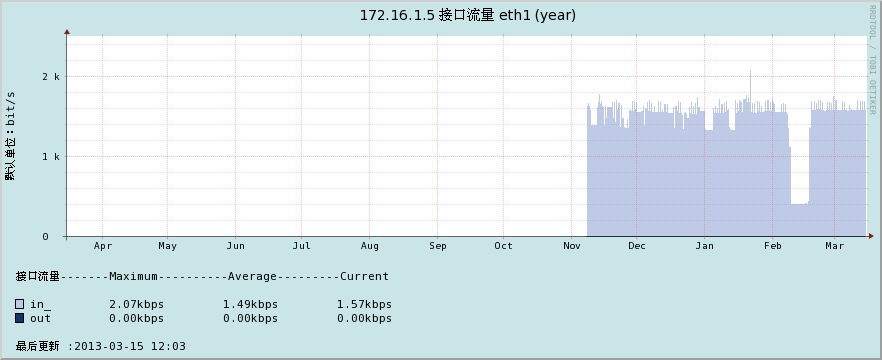 172.16.1.5 接口流量 eth1 (year)
RRDTOOL / TOBI OETIKER
默认单位：bit/s
2 k
1 k
0
Apr May Jun Jul Aug Sep Oct Nov Dec Jan Feb Mar
接口流量-------Maximum----------Average---------Current
in_ 2.07kbps 1.49kbps 1.57kbps
out 0.00kbps 0.00kbps 0.00kbps
最后更新 :2013-03-15 12:03